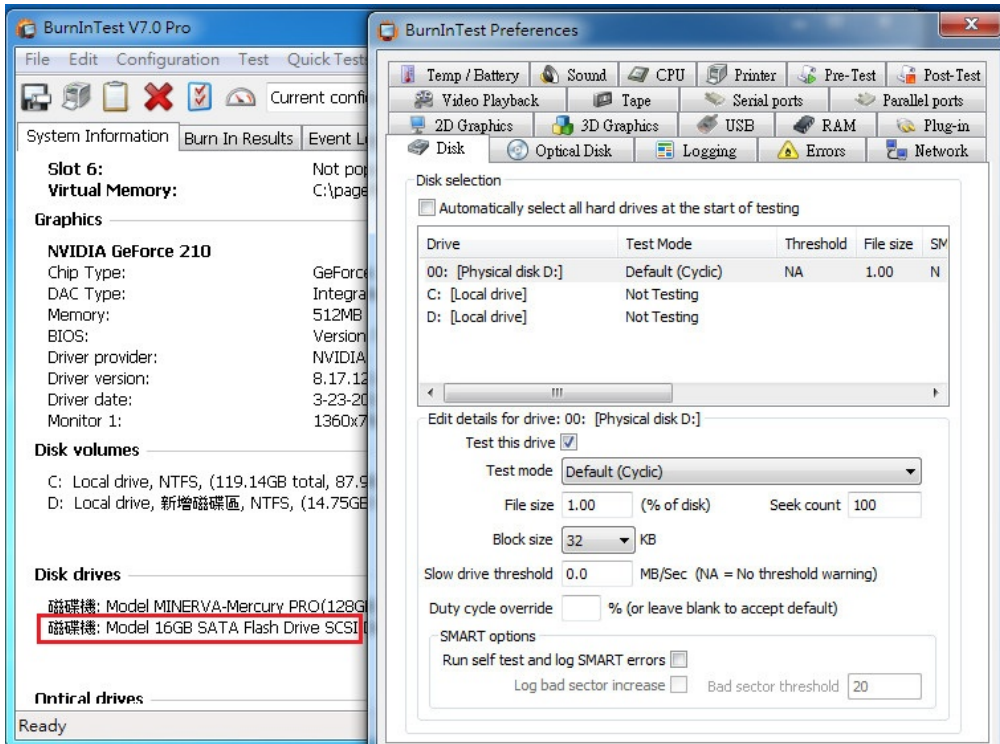 BurnInTest V7.0 Pro
File Edit Configuration Test Quick Test
Current confi
System Information Burn In Results Event L
Slot 6: Not pop
Virtual Memory: C:\page
Graphics
NVIDIA GeForce 210
Chip Type: GeForce
DAC Type: Integra
Memory: 512MB
BIOS: Version
Driver provider: NVIDIA
Driver version: 8.17.12
Driver date: 3-23-20
Monitor 1: 1360x7
Disk volumes
C: Local drive, NTFS, (119.14GB total, 87.9
D: Local drive, 新增磁碟區, NTFS, (14.75GB
Disk drives
磁碟機: Model MINERVA-Mercury PRO(128G
磁碟機: Model 16GB SATA Flash Drive SCSI
Optical drives
Ready
BurnInTest Preferences
Temp / Battery Sound CPU Printer Pre-Test Post-Test
Video Playback Tape Serial ports Parallel ports
2D Graphics 3D Graphics USB RAM Plug-in
Disk Optical Disk Logging Errors Network
Disk selection
Automatically select all hard drives at the start of testing
Drive Test Mode Threshold File size SM
00: [Physical disk D:] Default (Cyclic) NA 1.00 N
C: [Local drive] Not Testing
D: [Local drive] Not Testing
Edit details for drive: 00: [Physical disk D:]
Test this drive
Test mode Default (Cyclic)
File size 1.00 (% of disk) Seek count 100
Block size 32 KB
Slow drive threshold 0.0 MB/Sec (NA = No threshold warning)
Duty cycle override % (or leave blank to accept default)
SMART options
Run self test and log SMART errors
Log bad sector increase Bad sector threshold 20